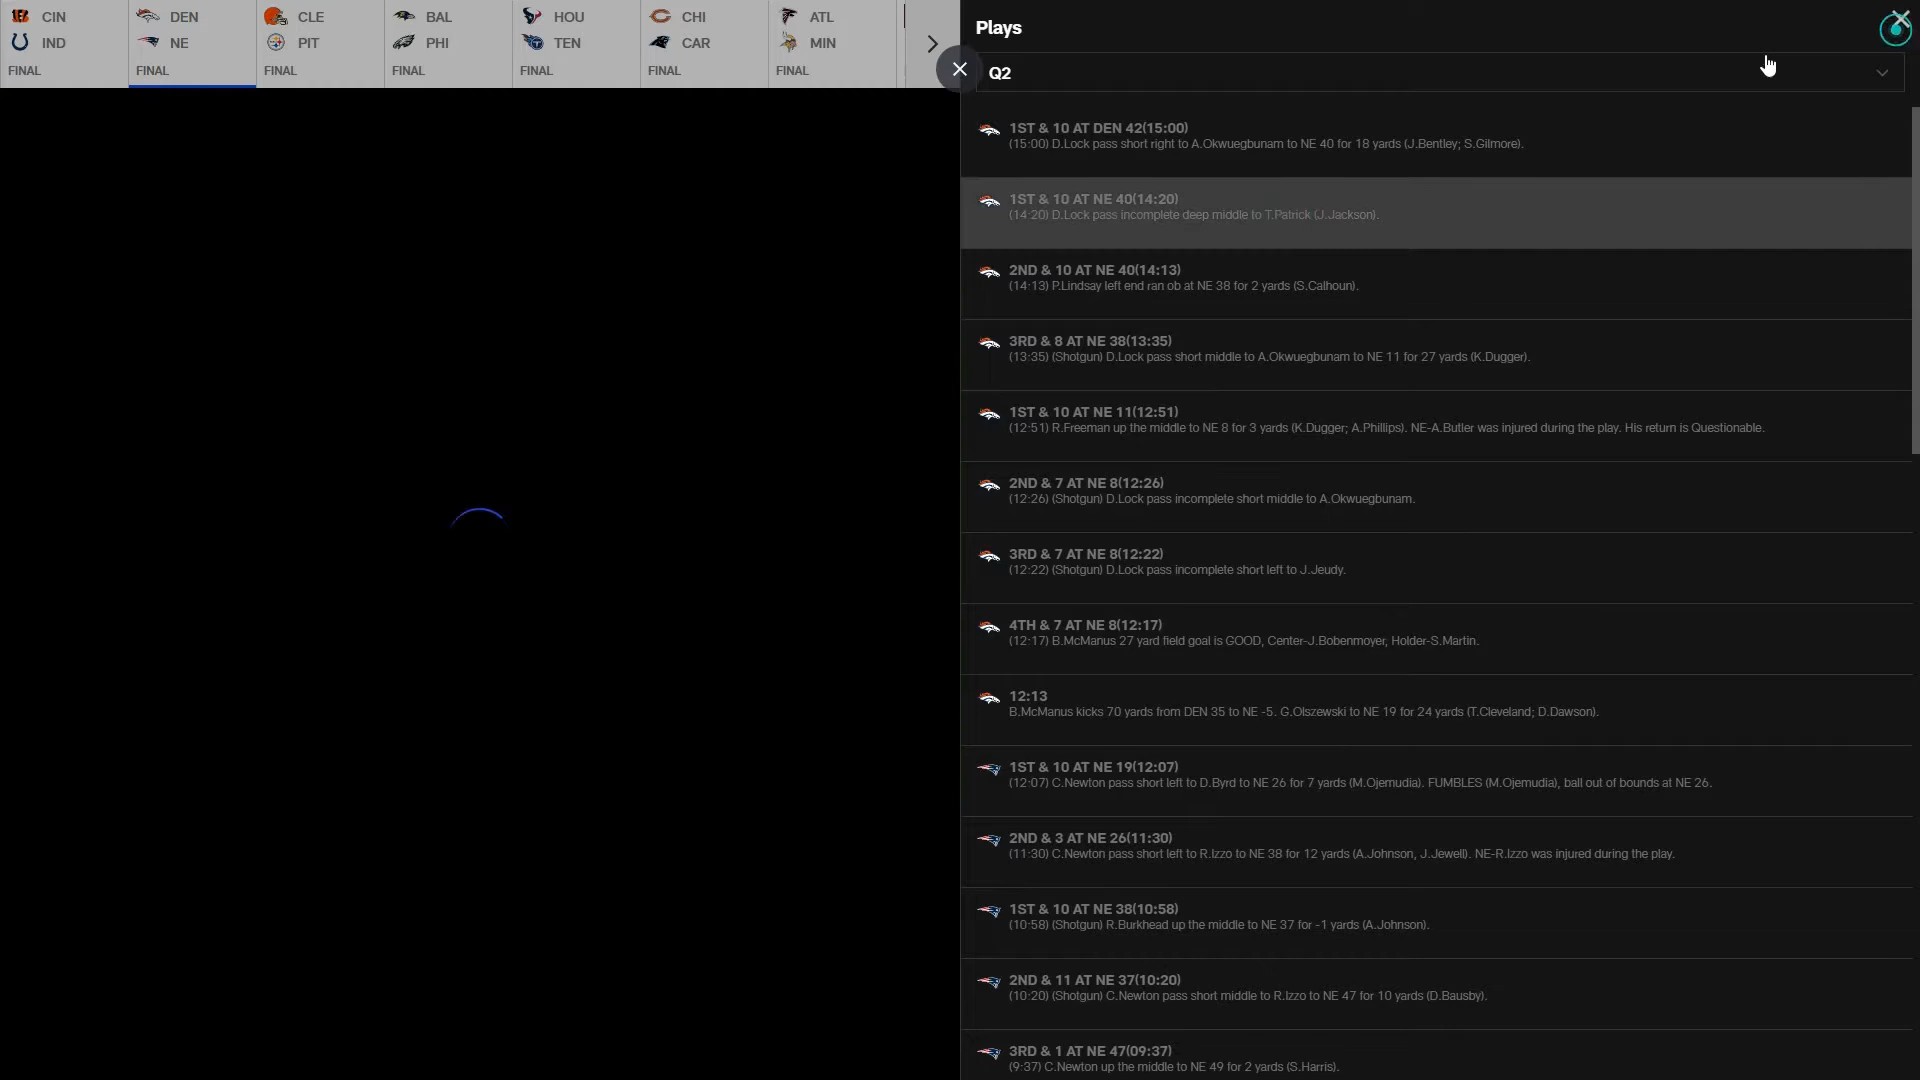 CIN
IND
FINAL
DEN
NE
FINAL
CLE
PIT
FINAL
BAL
PHI
FINAL
HOU
TEN
FINAL
CHI
CAR
FINAL
ATL
MIN
FINAL
Plays
Q2
1ST & 10 AT DEN 42(15:00)
(15:00) D.Lock pass short right to A.Okwuegbunam to NE 40 for 18 yards (J.Bentley; S.Gilmore).
1ST & 10 AT NE 40(14:20)
(14:20) D.Lock pass incomplete deep middle to T.Patrick (J.Jackson).
2ND & 10 AT NE 40(14:13)
(14:13) P.Lindsay left end ran ob at NE 38 for 2 yards (S.Calhoun).
3RD & 8 AT NE 38(13:35)
(13:35) (Shotgun) D.Lock pass short middle to A.Okwuegbunam to NE 11 for 27 yards (K.Dugger).
1ST & 10 AT NE 11(12:51)
(12:51) R.Freeman up the middle to NE 8 for 3 yards (K.Dugger; A.Phillips). NE-A.Butler was injured during the play. His return is Questionable.
2ND & 7 AT NE 8(12:26)
(12:26) (Shotgun) D.Lock pass incomplete short middle to A.Okwuegbunam.
3RD & 7 AT NE 8(12:22)
(12:22) (Shotgun) D.Lock pass incomplete short left to J.Jeudy.
4TH & 7 AT NE 8(12:17)
(12:17) B.McManus 27 yard field goal is GOOD, Center-J.Bobenmoyer, Holder-S.Martin.
12:13
B.McManus kicks 70 yards from DEN 35 to NE -5. G.Olszewski to NE 19 for 24 yards (T.Cleveland; D.Dawson).
1ST & 10 AT NE 19(12:07)
(12:07) C.Newton pass short left to D.Byrd to NE 26 for 7 yards (M.Ojemudia). FUMBLES (M.Ojemudia), ball out of bounds at NE 26.
2ND & 3 AT NE 26(11:30)
(11:30) C.Newton pass short left to R.Izzo to NE 38 for 12 yards (A.Johnson, J.Jewell). NE-R.Izzo was injured during the play.
1ST & 10 AT NE 38(10:58)
(10:58) (Shotgun) R.Burkhead up the middle to NE 37 for -1 yards (A.Johnson).
2ND & 11 AT NE 37(10:20)
(10:20) (Shotgun) C.Newton pass short middle to R.Izzo to NE 47 for 10 yards (D.Bausby).
3RD & 1 AT NE 47(09:37)
(9:37) C.Newton up the middle to NE 49 for 2 yards (S.Harris).